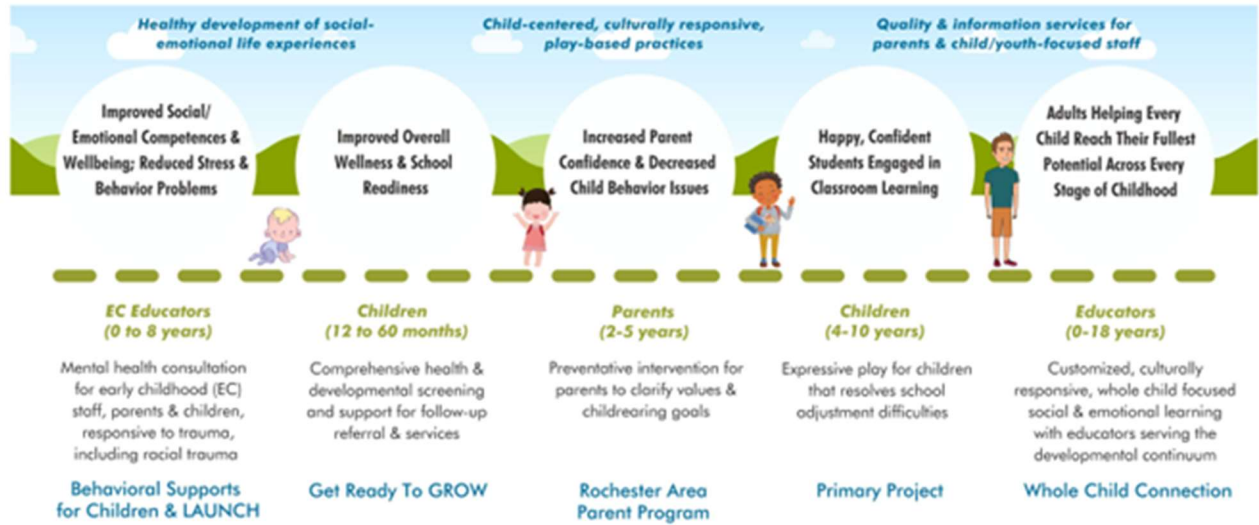 Healthy development of social-
emotional life experiences
Child-centered, culturally responsive,
play-based practices
Quality & information services for
parents & child/youth-focused staff
Improved Social/
Emotional Competences &
Wellbeing; Reduced Stress &
Behavior Problems
Improved Overall
Wellness & School
Readiness
Increased Parent
Confidence & Decreased
Child Behavior Issues
Happy, Confident
Students Engaged in
Classroom Learning
Adults Helping Every
Child Reach Their Fullest
Potential Across Every
Stage of Childhood
EC Educators
(0 to 8 years)
Mental health consultation
for early childhood (EC)
staff, parents & children,
responsive to trauma,
including racial trauma
Behavioral Supports
for Children & LAUNCH
Children
(12 to 60 months)
Comprehensive health &
developmental screening
and support for follow-up
referral & services
Get Ready To GROW
Parents
(2-5 years)
Preventative intervention for
parents to clarify values &
childrearing goals
Rochester Area
Parent Program
Children
(4-10 years)
Expressive play for children
that resolves school
adjustment difficulties
Primary Project
Educators
(0-18 years)
Customized, culturally
responsive, whole child focused
social & emotional learning
with educators serving the
developmental continuum
Whole Child Connection